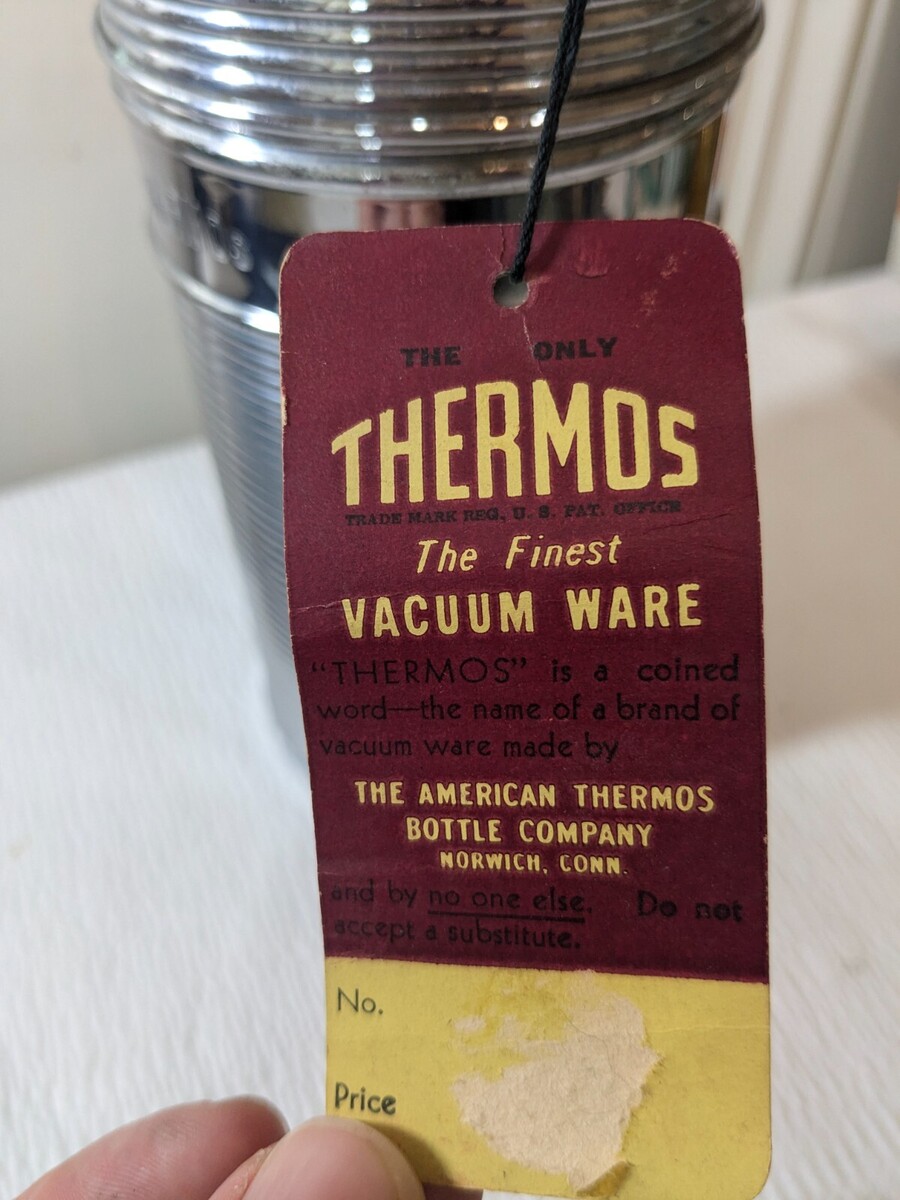 THE ONLY
THERMOS
TRADE MARK REG, U. S. PAT. OFFICE
The Finest
VACUUM WARE
"THERMOS" is a coined
word—the name of a brand of
vacuum ware made by
THE AMERICAN THERMOS
BOTTLE COMPANY
NORWICH, CONN.
and by no one else. Do not
accept a substitute.
No.
Price